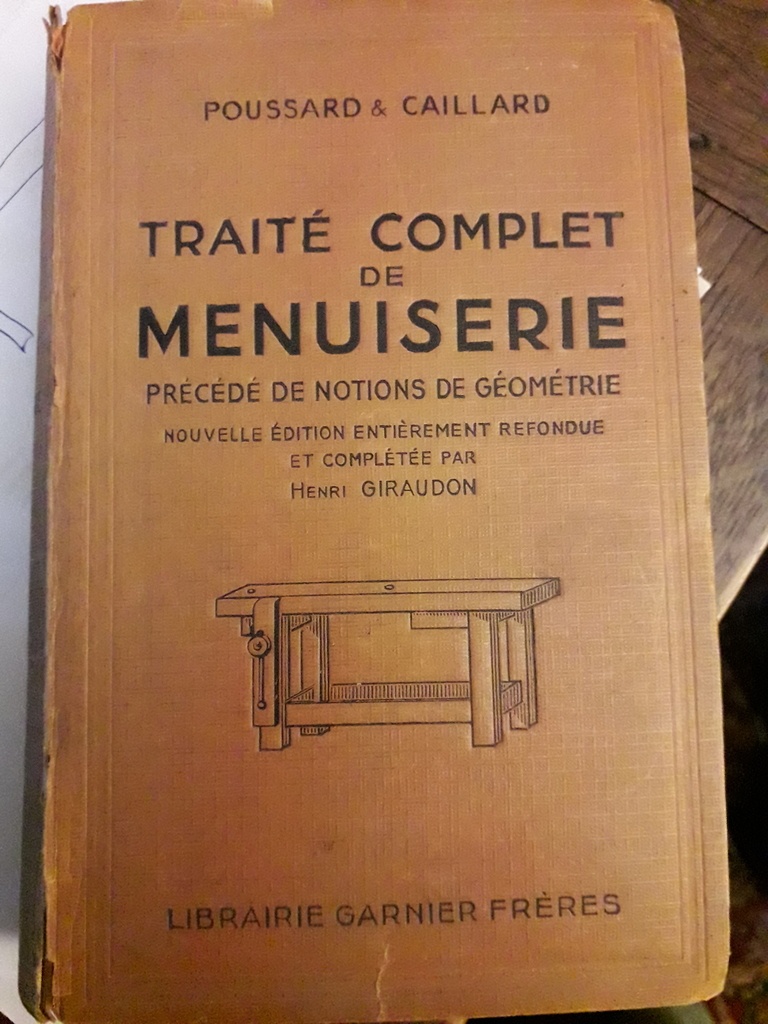 POUSSARD & CAILLARD
TRAITÉ COMPLET
DE
MENUISERIE
PRÉCÉDÉ DE NOTIONS DE GÉOMÉTRIE
NOUVELLE ÉDITION ENTIÈREMENT REFONDUE
ET COMPLÉTÉE PAR
HENRI GIRAUDON
LIBRAIRIE GARNIER FRÈRES